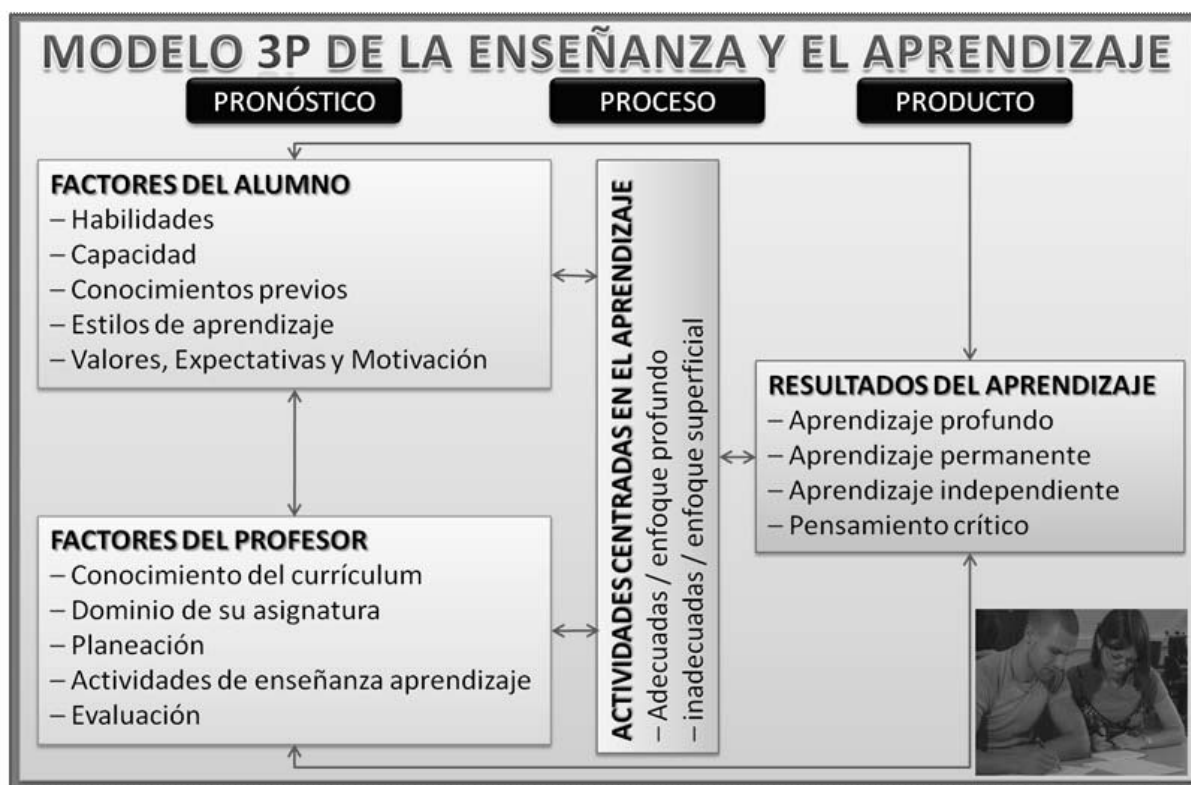 MODELO 3P DE LA ENSEÑANZA Y EL APRENDIZAJE
PRONÓSTICO
PROCESO
PRODUCTO
FACTORES DEL ALUMNO
– Habilidades
– Capacidad
– Conocimientos previos
– Estilos de aprendizaje
– Valores, Expectativas y Motivación
FACTORES DEL PROFESOR
– Conocimiento del currículum
– Dominio de su asignatura
– Planeación
– Actividades de enseñanza aprendizaje
– Evaluación
ACTIVIDADES CENTRADAS EN EL APRENDIZAJE
– Adecuadas / enfoque profundo
– inadecuadas / enfoque superficial
RESULTADOS DEL APRENDIZAJE
– Aprendizaje profundo
– Aprendizaje permanente
– Aprendizaje independiente
– Pensamiento crítico